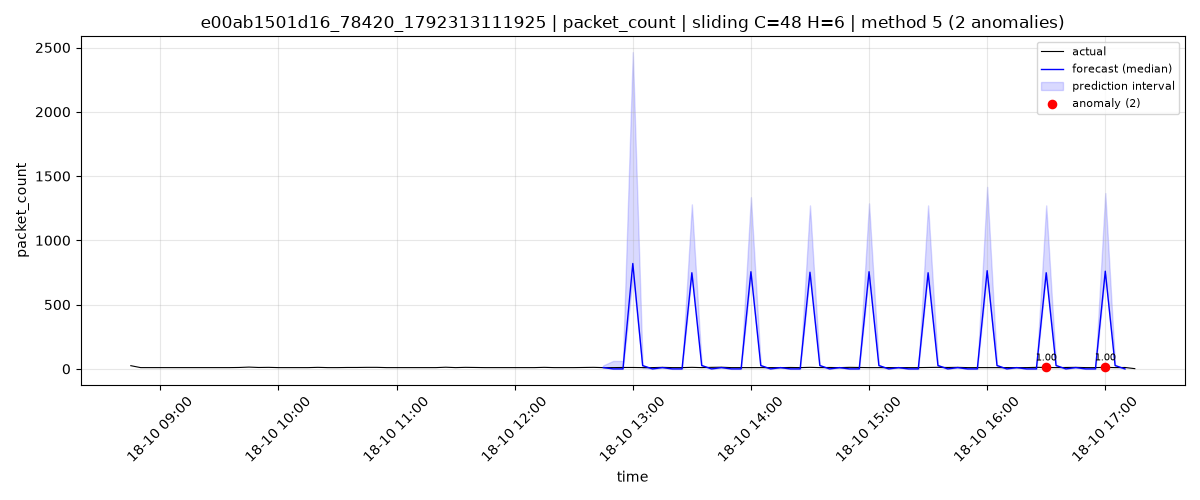 e00ab1501d16_78420_1792313111925 | packet_count | sliding C=48 H=6 | method 5 (2 anomalies)
actual
forecast (median)
prediction interval
anomaly (2)
2500
2000
1500
1000
500
0
packet_count
1.00
1.00
18-10 09:00
18-10 10:00
18-10 11:00
18-10 12:00
18-10 13:00
18-10 14:00
18-10 15:00
18-10 16:00
18-10 17:00
time